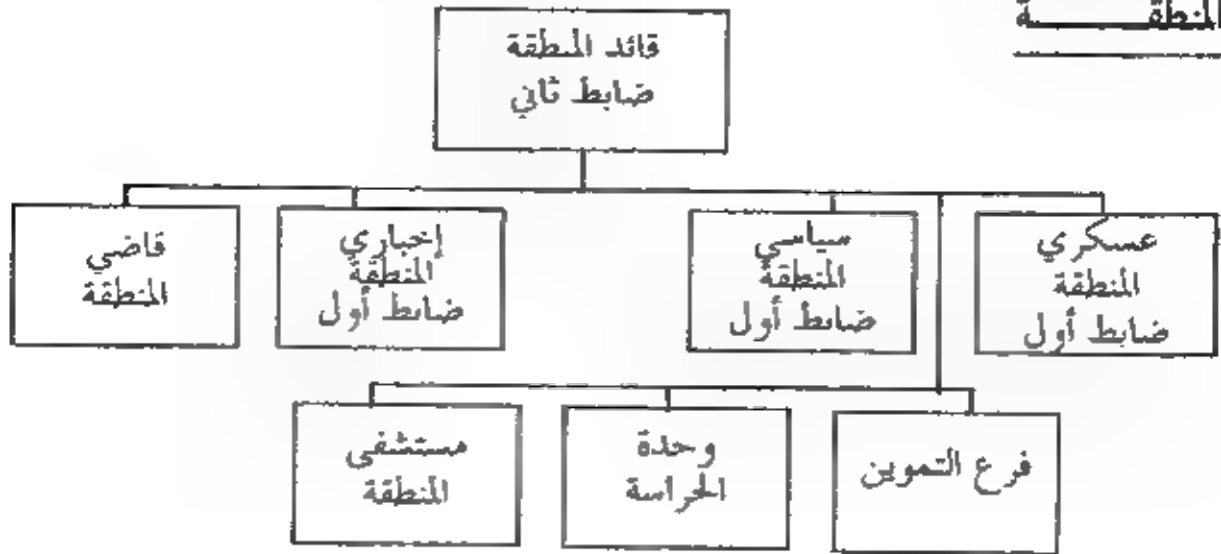 المنطقة
قائد المنطقة
ضابط ثاني
عسكري
المنطقة
ضابط أول
سياسي
المنطقة
ضابط أول
إخباري
المنطقة
ضابط أول
قاضي
المنطقة
فرع التموين
وحدة
الحراسة
مستشفى
المنطقة